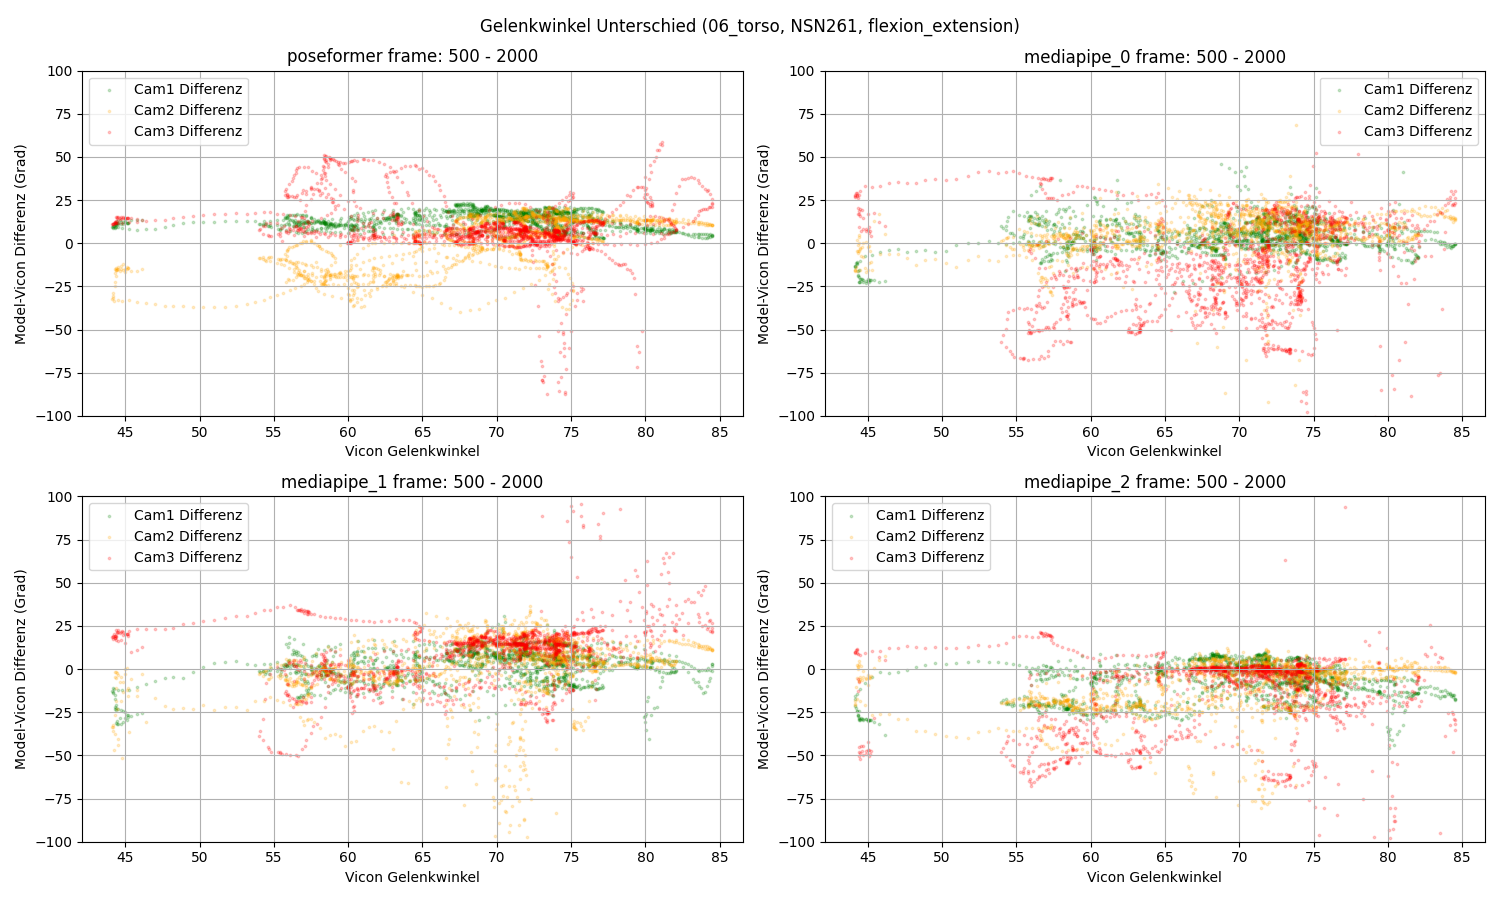 Gelenkwinkel Unterschied (06_torso, NSN261, flexion_extension)
poseformer frame: 500 - 2000
100
75
50
25
0
−25
−50
−75
−100
Model-Vicon Differenz (Grad)
Cam1 Differenz
Cam2 Differenz
Cam3 Differenz
45 50 55 60 65 70 75 80 85
Vicon Gelenkwinkel
mediapipe_0 frame: 500 - 2000
100
75
50
25
0
−25
−50
−75
−100
Model-Vicon Differenz (Grad)
Cam1 Differenz
Cam2 Differenz
Cam3 Differenz
45 50 55 60 65 70 75 80 85
Vicon Gelenkwinkel
mediapipe_1 frame: 500 - 2000
100
75
50
25
0
−25
−50
−75
−100
Model-Vicon Differenz (Grad)
Cam1 Differenz
Cam2 Differenz
Cam3 Differenz
45 50 55 60 65 70 75 80 85
Vicon Gelenkwinkel
mediapipe_2 frame: 500 - 2000
100
75
50
25
0
−25
−50
−75
−100
Model-Vicon Differenz (Grad)
Cam1 Differenz
Cam2 Differenz
Cam3 Differenz
45 50 55 60 65 70 75 80 85
Vicon Gelenkwinkel